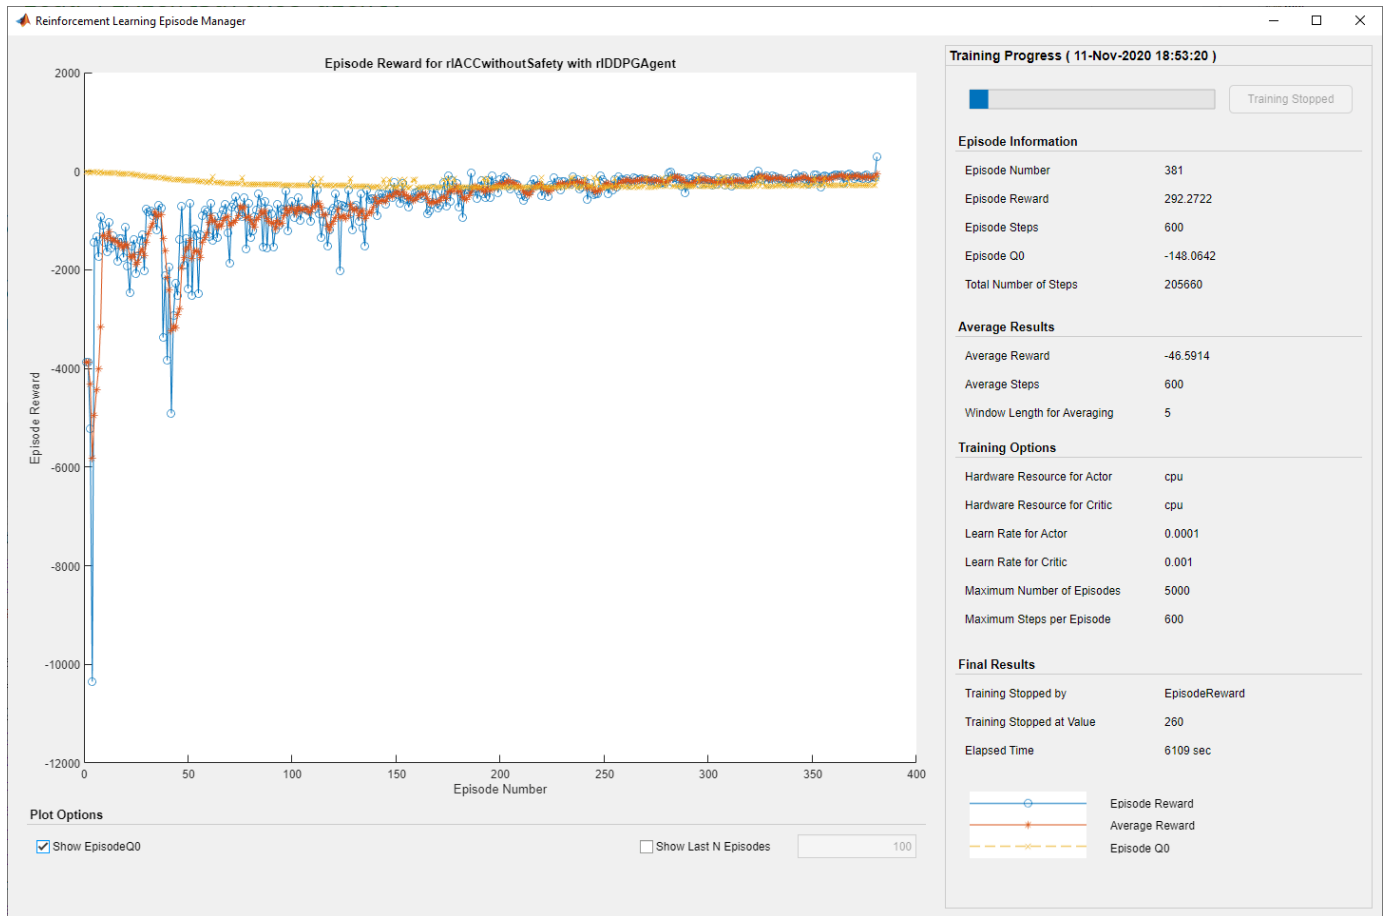 Reinforcement Learning Episode Manager
Episode Reward for rlACCwithoutSafety with rlDDPGAgent
2000
0
-2000
-4000
-6000
-8000
-10000
-12000
Episode Reward
0 50 100 150 200 250 300 350 400
Episode Number
Plot Options
Show EpisodeQ0
Show Last N Episodes 100
Training Progress ( 11-Nov-2020 18:53:20 )
Training Stopped
Episode Information
Episode Number 381
Episode Reward 292.2722
Episode Steps 600
Episode Q0 -148.0642
Total Number of Steps 205660
Average Results
Average Reward -46.5914
Average Steps 600
Window Length for Averaging 5
Training Options
Hardware Resource for Actor cpu
Hardware Resource for Critic cpu
Learn Rate for Actor 0.0001
Learn Rate for Critic 0.001
Maximum Number of Episodes 5000
Maximum Steps per Episode 600
Final Results
Training Stopped by EpisodeReward
Training Stopped at Value 260
Elapsed Time 6109 sec
Episode Reward
Average Reward
Episode Q0